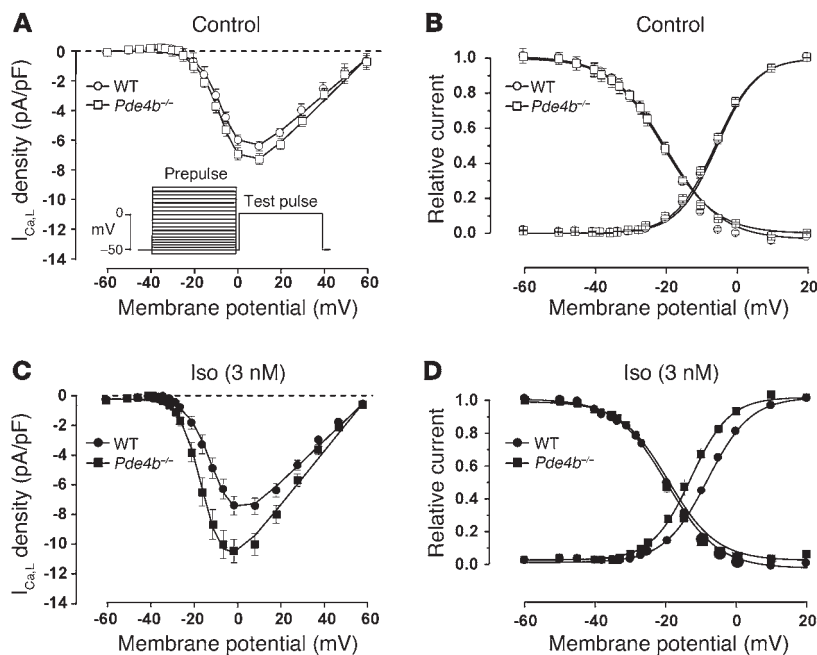 A
Control
I Ca,L density (pA/pF)
0
-2
-4
-6
-8
-10
-12
-14
WT
Pde4b–/–
Prepulse
Test pulse
0
mV
–50
-60 -40 -20 0 20 40 60
Membrane potential (mV)
B
Control
Relative current
1.0
0.8
0.6
0.4
0.2
0.0
WT
Pde4b–/–
-60 -40 -20 0 20
Membrane potential (mV)
C
Iso (3 nM)
I Ca,L density (pA/pF)
0
-2
-4
-6
-8
-10
-12
-14
WT
Pde4b–/–
-60 -40 -20 0 20 40 60
Membrane potential (mV)
D
Iso (3 nM)
Relative current
1.0
0.8
0.6
0.4
0.2
0.0
WT
Pde4b–/–
-60 -40 -20 0 20
Membrane potential (mV)